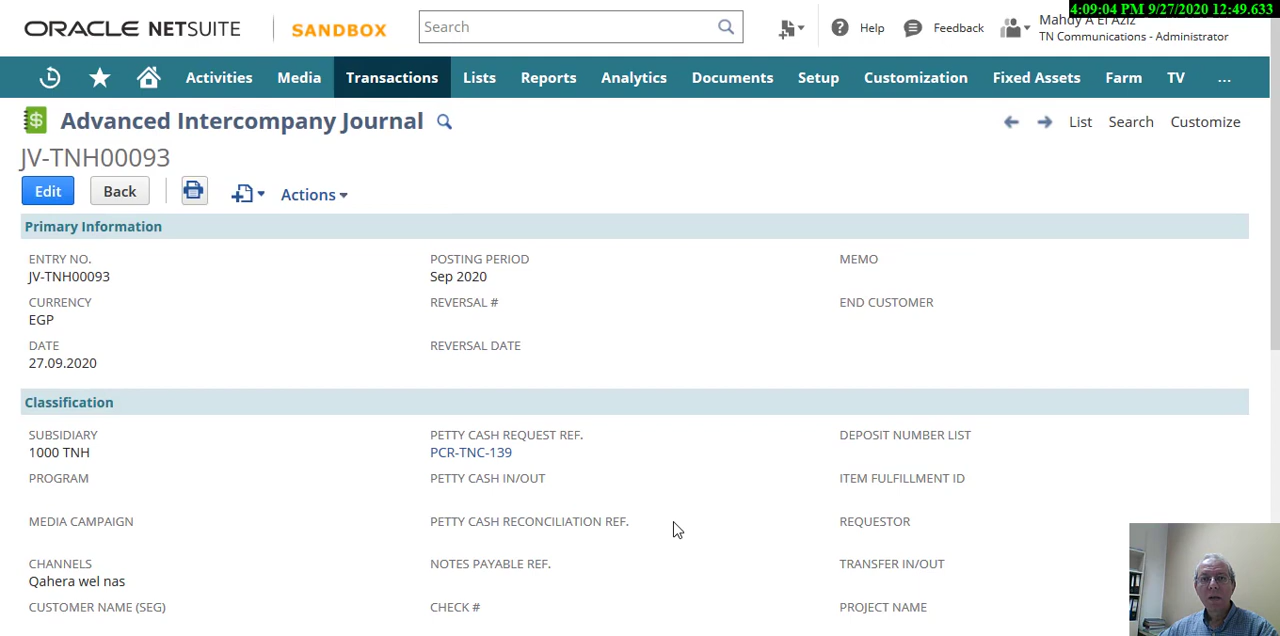 4:09:04 PM 9/27/2020 12:49.633
ORACLE NETSUITE
SANDBOX
Search
Help
Feedback
Mahdy A El Aziz
TN Communications - Administrator
Activities
Media
Transactions
Lists
Reports
Analytics
Documents
Setup
Customization
Fixed Assets
Farm
TV
...
Advanced Intercompany Journal
List
Search
Customize
JV-TNH00093
Edit
Back
Actions
Primary Information
ENTRY NO.
JV-TNH00093
CURRENCY
EGP
DATE
27.09.2020
POSTING PERIOD
Sep 2020
REVERSAL #
REVERSAL DATE
MEMO
END CUSTOMER
Classification
SUBSIDIARY
1000 TNH
PROGRAM
MEDIA CAMPAIGN
CHANNELS
Qahera wel nas
CUSTOMER NAME (SEG)
PETTY CASH REQUEST REF.
PCR-TNC-139
PETTY CASH IN/OUT
PETTY CASH RECONCILIATION REF.
NOTES PAYABLE REF.
CHECK #
DEPOSIT NUMBER LIST
ITEM FULFILLMENT ID
REQUESTOR
TRANSFER IN/OUT
PROJECT NAME